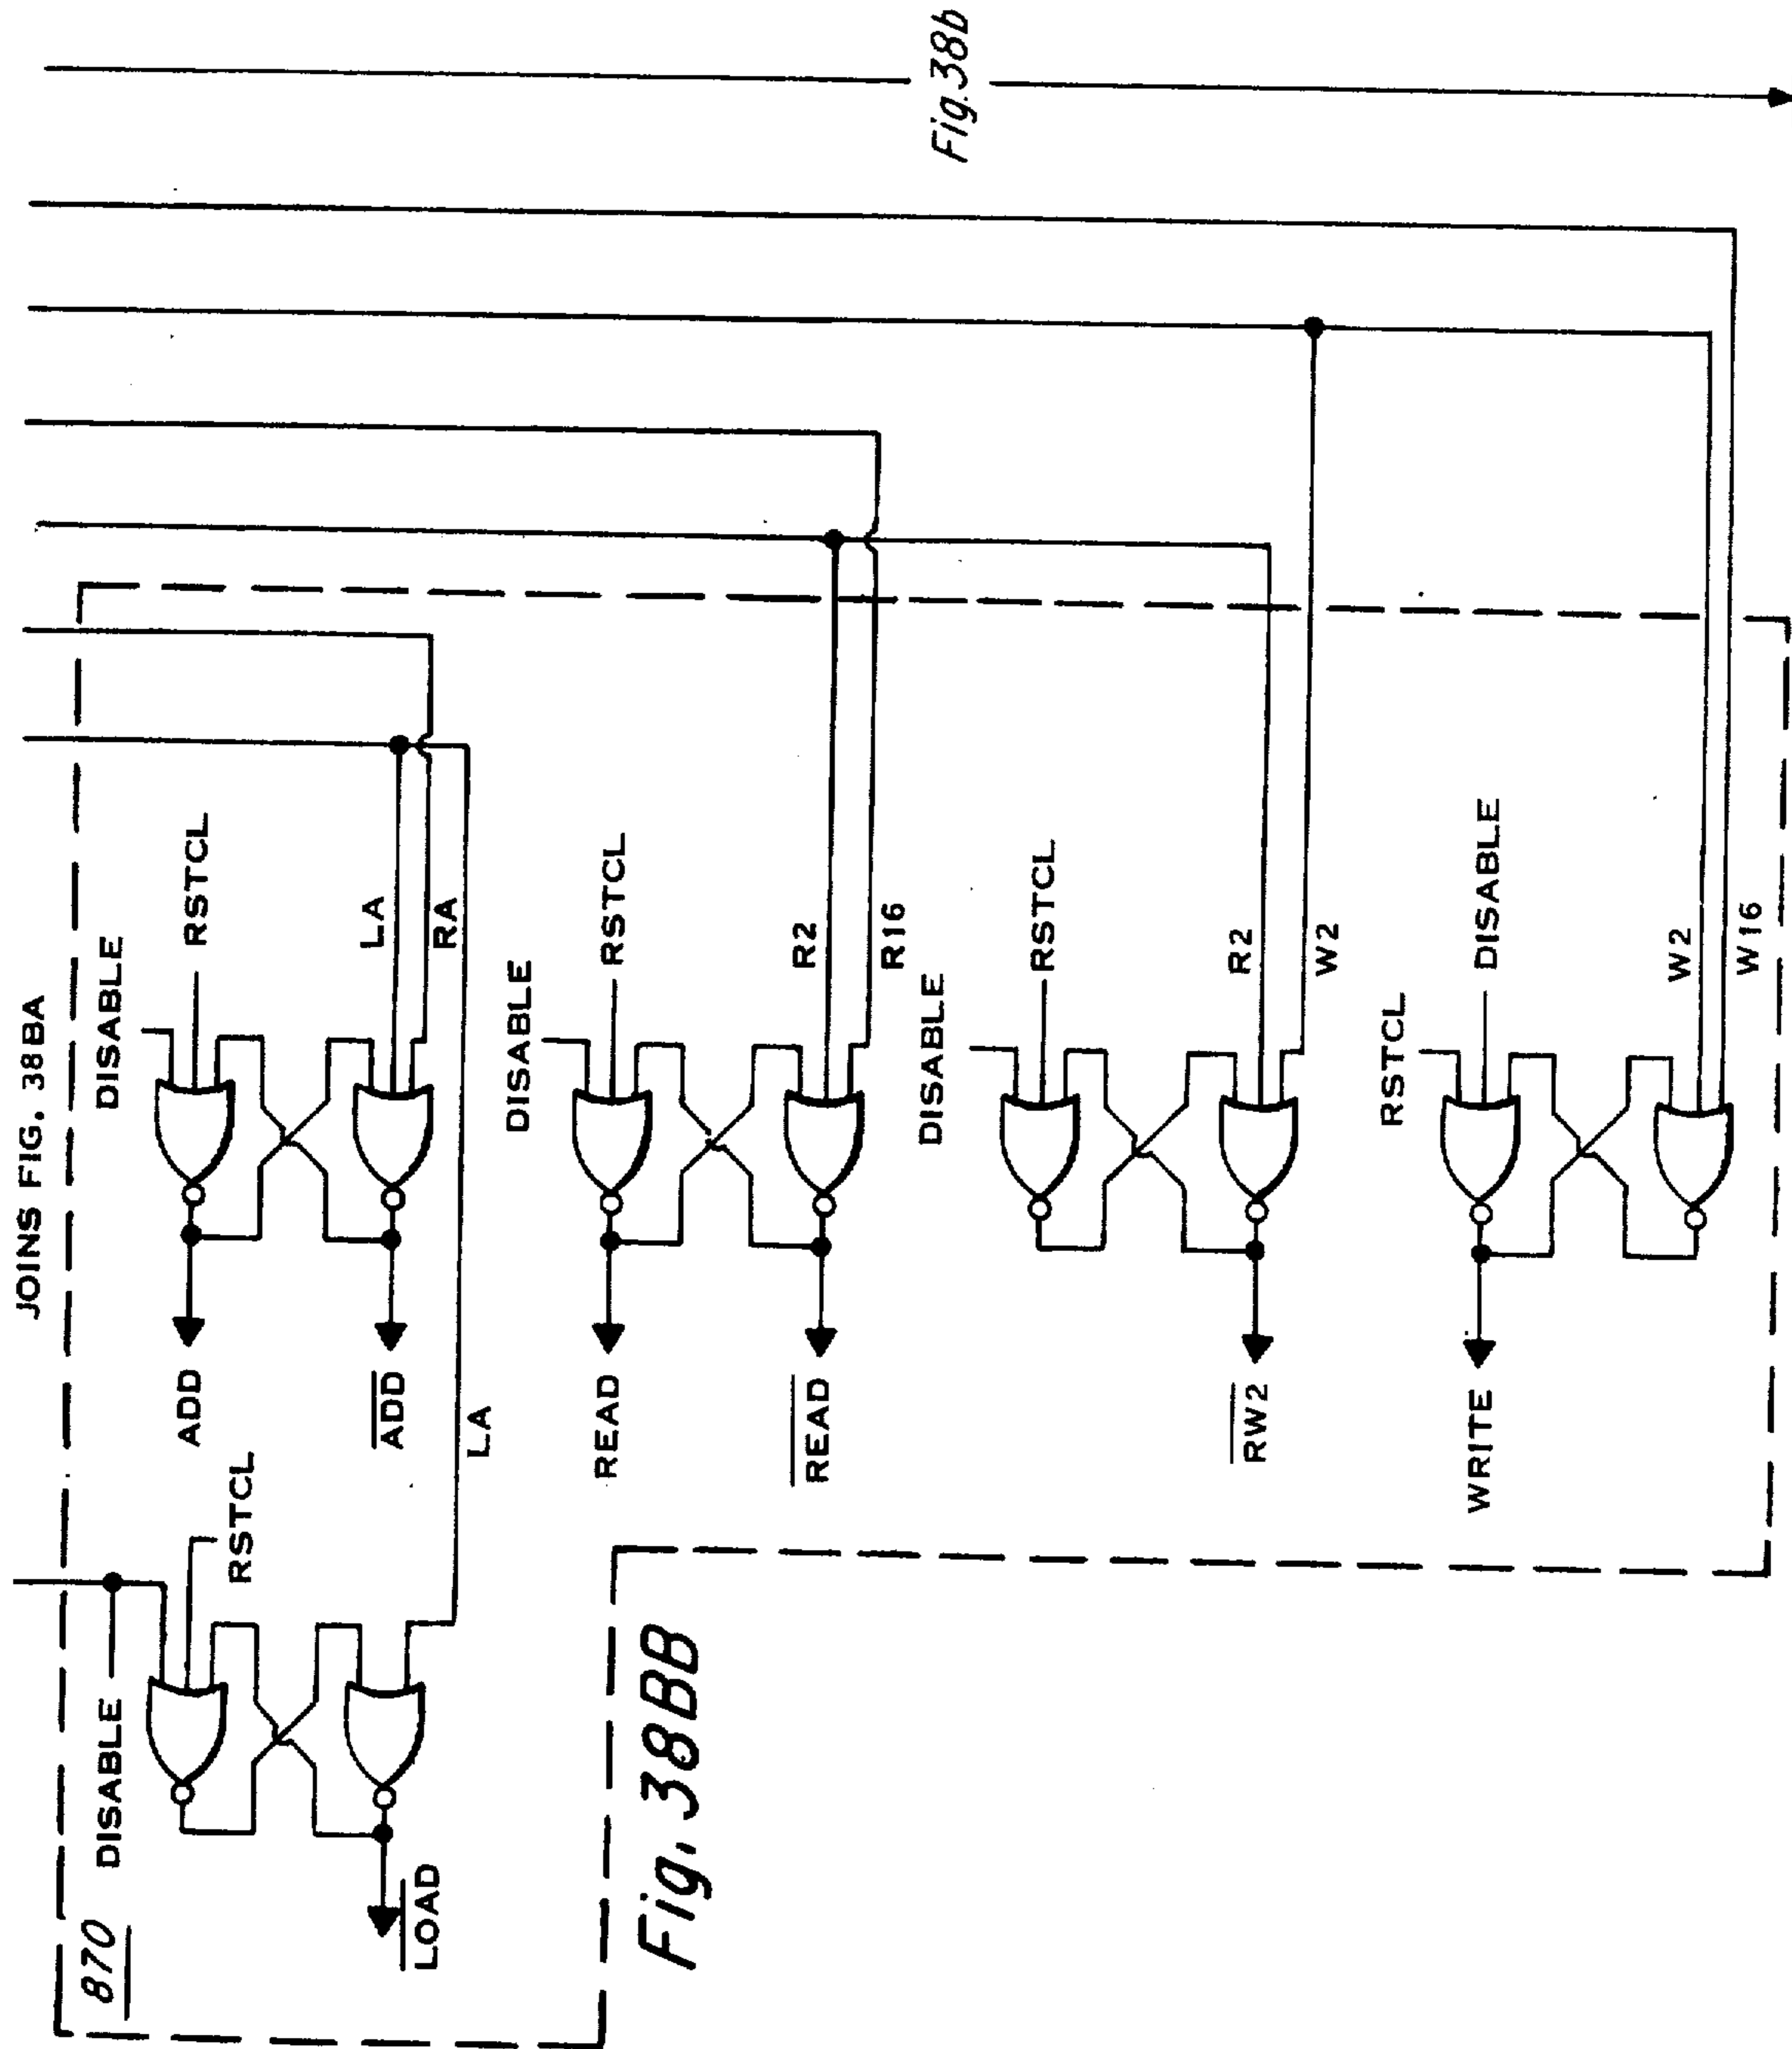 Fig.38b
JOINS FIG. 38BA
870
DISABLE
RSTCL
LOAD
LA
DISABLE
RSTCL
LA
RA
ADD
ADD
DISABLE
RSTCL
R2
R16
READ
READ
DISABLE
RSTCL
R2
W2
RW2
RSTCL
DISABLE
W2
W16
WRITE
Fig. 38BB